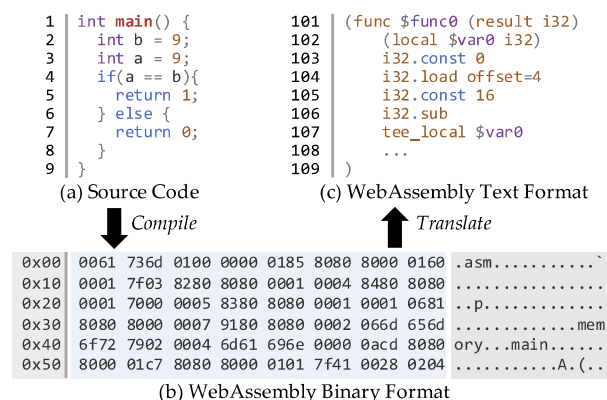 1 int main() {
2 int b = 9;
3 int a = 9;
4 if(a == b){
5 return 1;
6 } else {
7 return 0;
8 }
9 }
(a) Source Code
Compile
101 (func $func0 (result i32)
102 (local $var0 i32)
103 i32.const 0
104 i32.load offset=4
105 i32.const 16
106 i32.sub
107 tee_local $var0
108 ...
109 )
(c) WebAssembly Text Format
Translate
0x00 0061 736d 0100 0000 0185 8080 8000 0160 .asm...........`
0x10 0001 7f03 8280 8080 0001 0004 8480 8080
0x20 0001 7000 0005 8380 8080 0001 0001 0681 ..p.............
0x30 8080 8000 0007 9180 8080 0002 066d 656d .............mem
0x40 6f72 7902 0004 6d61 696e 0000 0acd 8080 ory...main......
0x50 8000 01c7 8080 8000 0101 7f41 0028 0204 ...........A.(..
(b) WebAssembly Binary Format